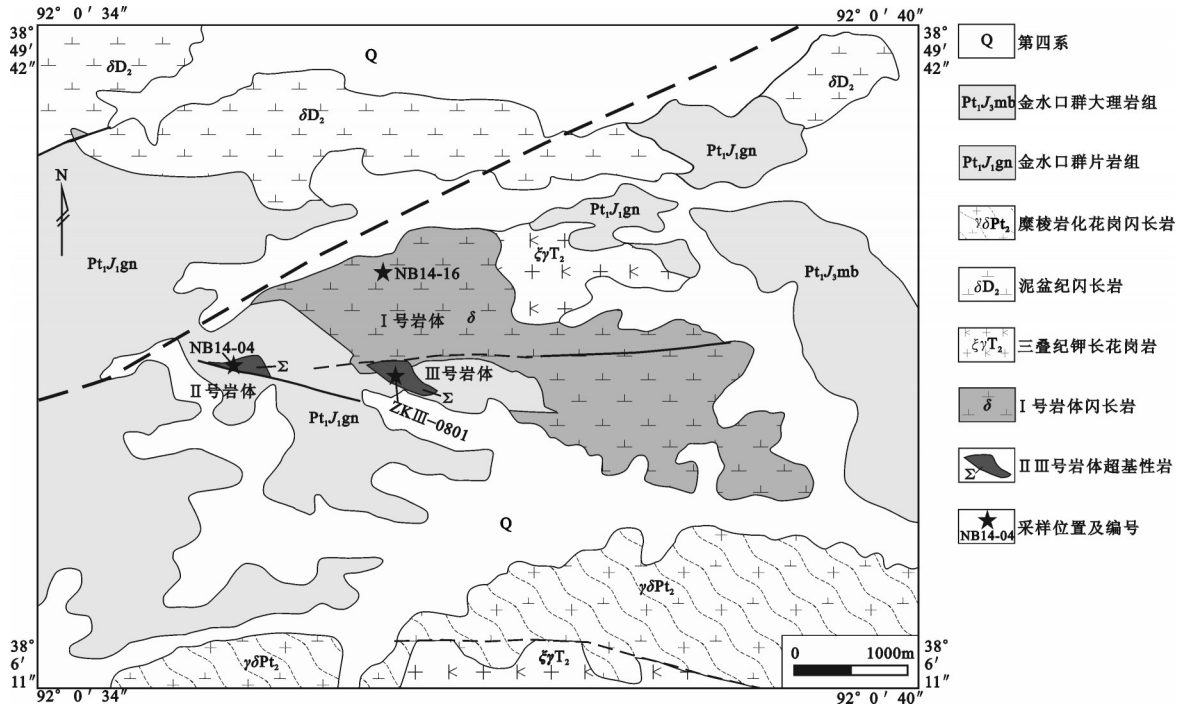 92° 0′ 34″
92° 0′ 40″
38°
49′
42″
38°
49′
42″
Q
δD₂
δD₂
δD₂
Pt₁J₁gn
N
Pt₁J₁gn
Pt₁J₁gn
ξγT₂
Pt₁J₃mb
NB14-16
Ⅰ号岩体 δ
NB14-04
Σ
Ⅲ号岩体
Ⅱ号岩体
Σ
Pt₁J₁gn
ZKⅢ-0801
Q
γδPt₂
γδPt₂
ξγT₂
0 1000m
38°
6′
11″
38°
6′
11″
92° 0′ 34″
92° 0′ 40″
Q 第四系
Pt₁J₃mb 金水口群大理岩组
Pt₁J₁gn 金水口群片岩组
γδPt₂ 糜棱岩化花岗闪长岩
δD₂ 泥盆纪闪长岩
ξγT₂ 三叠纪钾长花岗岩
δ Ⅰ号岩体闪长岩
Σ ⅡⅢ号岩体超基性岩
NB14-04 采样位置及编号